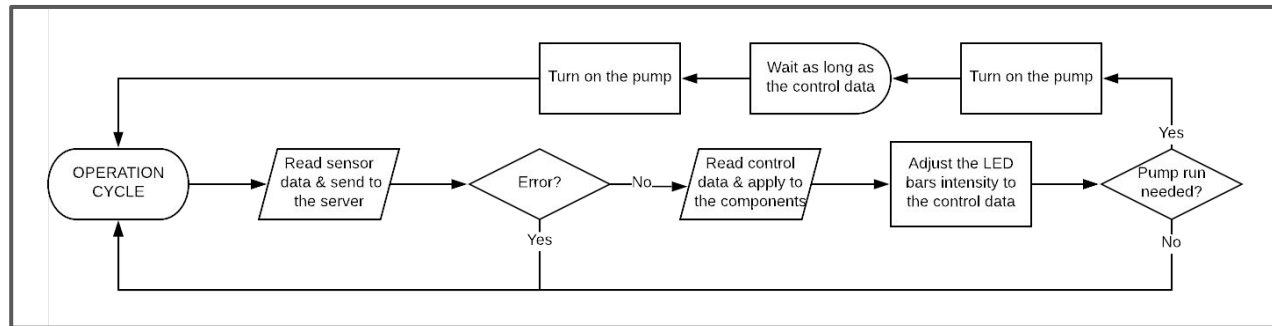 Turn on the pump
Wait as long as
the control data
Turn on the pump
Yes
OPERATION
CYCLE
Read sensor
data & send to
the server
Error?
No
Read control
data & apply to
the components
Adjust the LED
bars intensity to
the control data
Pump run
needed?
Yes
No